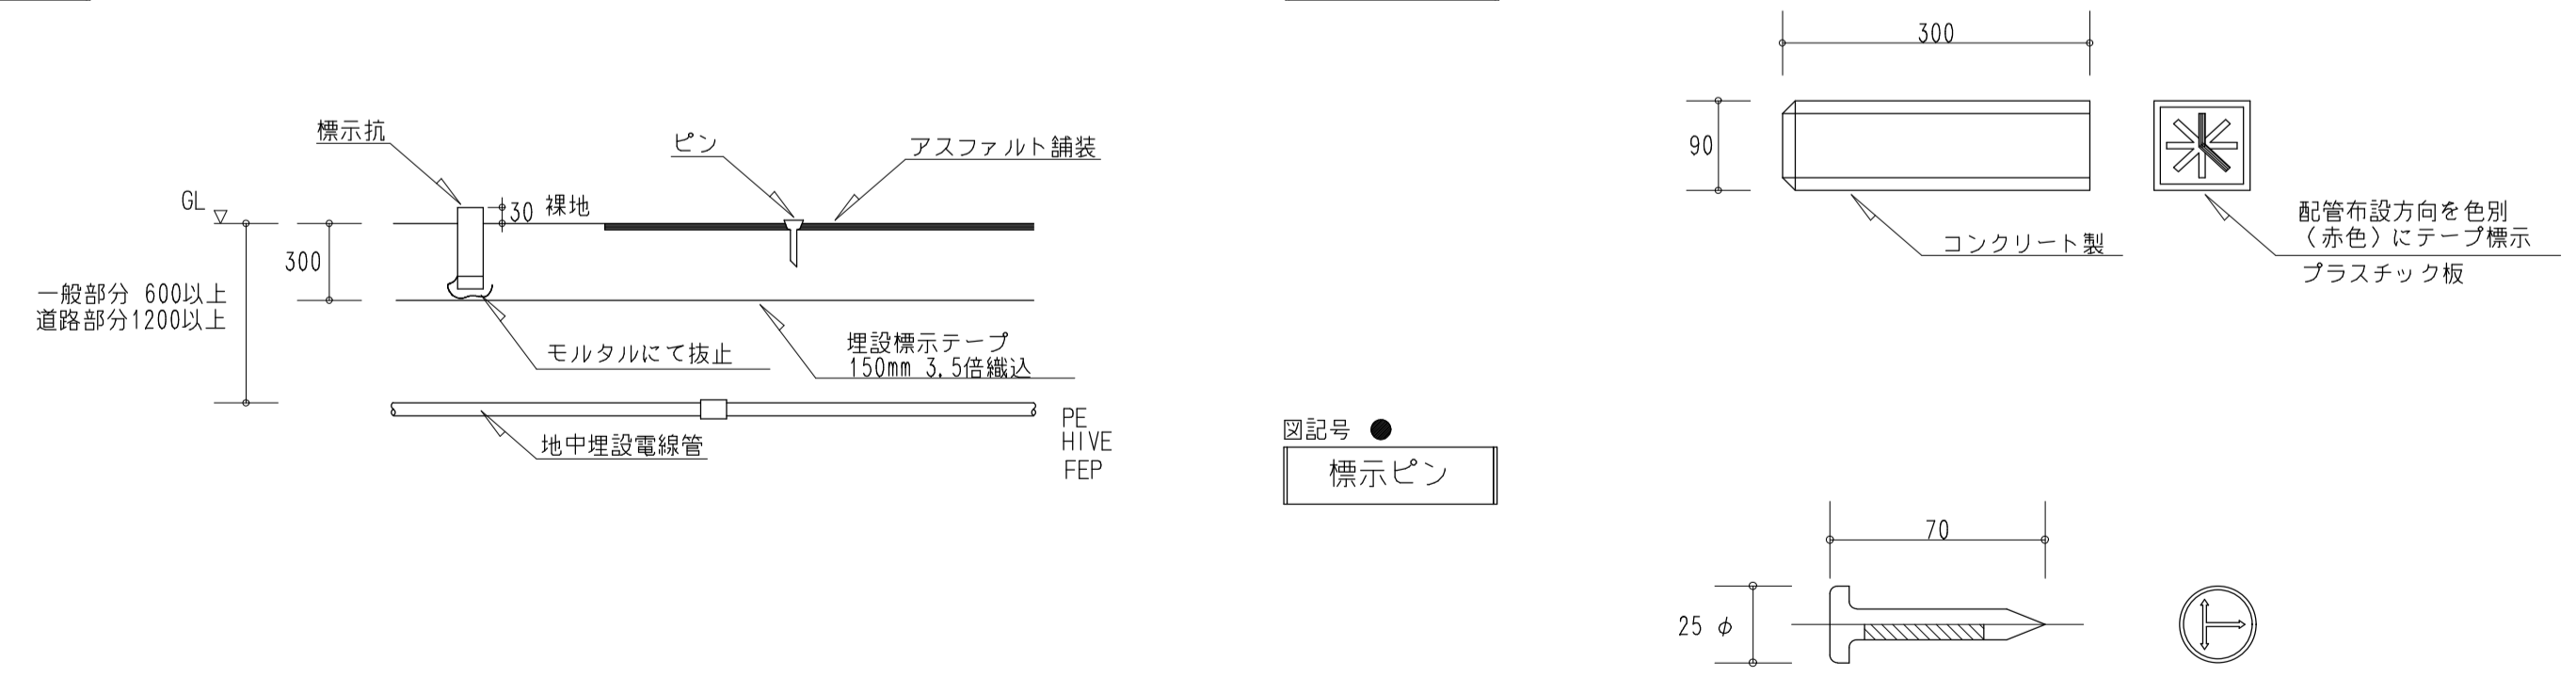 標示抗
ピン
アスファルト舗装
GL
30 裸地
300
一般部分 600以上
道路部分1200以上
モルタルにて抜止
埋設標示テープ
150mm 3.5倍織込
地中埋設電線管
PE
HIVE
FEP
300
90
コンクリート製
配管布設方向を色別
（赤色）にテープ標示
プラスチック板
図記号
標示ピン
70
25 φ